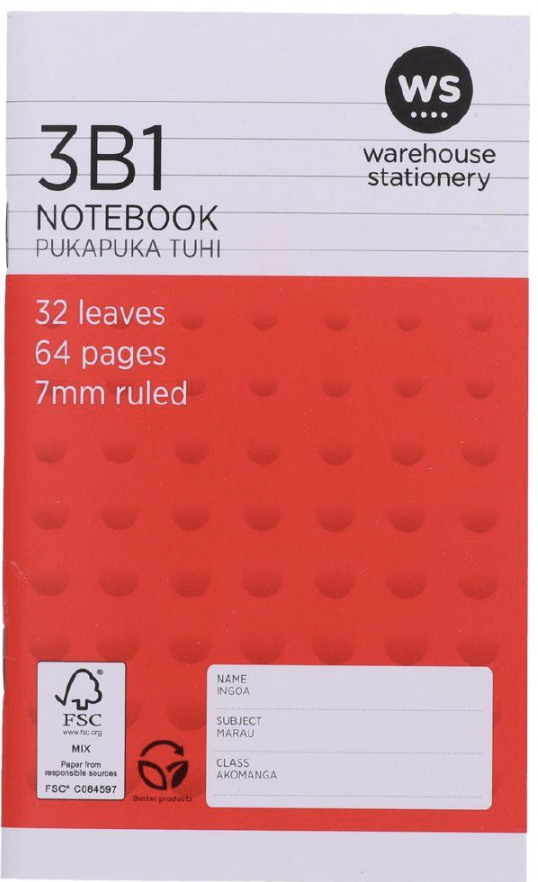 WS
warehouse
stationery
3B1
NOTEBOOK
PUKAPUKA TUHI
32 leaves
64 pages
7mm ruled
NAME
INGOA
SUBJECT
MARAU
CLASS
AKOMANGA
®
FSC
www.fsc.org
MIX
Paper from
responsible sources
FSC® C084597
Better products